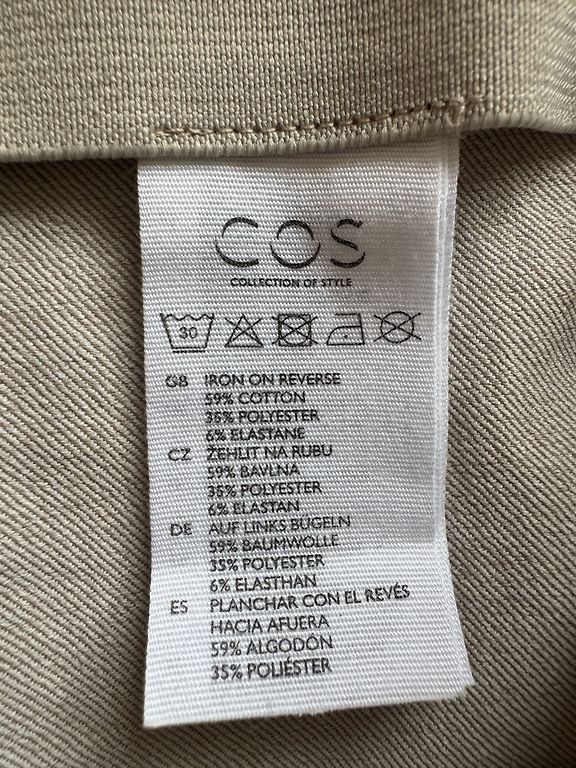 COS
COLLECTION OF STYLE
30
GB IRON ON REVERSE
59% COTTON
35% POLYESTER
6% ELASTANE
CZ ŽEHLIT NA RUBU
59% BAVLNA
35% POLYESTER
6% ELASTAN
DE AUF LINKS BÜGELN
59% BAUMWOLLE
35% POLYESTER
6% ELASTHAN
ES PLANCHAR CON EL REVÉS
HACIA AFUERA
59% ALGODÓN
35% POLIÉSTER